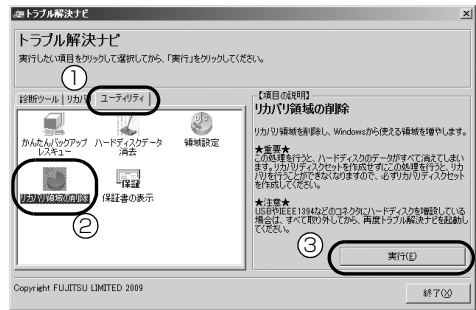 トラブル解決ナビ
トラブル解決ナビ
実行したい項目をクリックして選択してから、「実行」をクリックしてください。
①
診断ツール
リカバリ
ユーティリティ
かんたんバックアップ
レスキュー
ハードディスクデータ
消去
領域設定
リカバリ領域の削除
保証
保証書の表示
②
【項目の説明】
リカバリ領域の削除
リカバリ領域を削除し、Windowsから使える領域を増やします。
★重要★
この処理を行うと、ハードディスクのデータがすべて消えてしまい
ます。リカバリディスクセットを作成せずにこの処理を行うと、リカ
バリを行うことができなくなりますので、必ずリカバリディスクセット
を作成してください。
★注意★
USBやIEEE1394などのコネクタにハードディスクを増設している
場合は、すべて取り外してから、再度トラブル解決ナビを起動し
てください。
③
実行(E)
Copyright FUJITSU LIMITED 2009
終了(X)